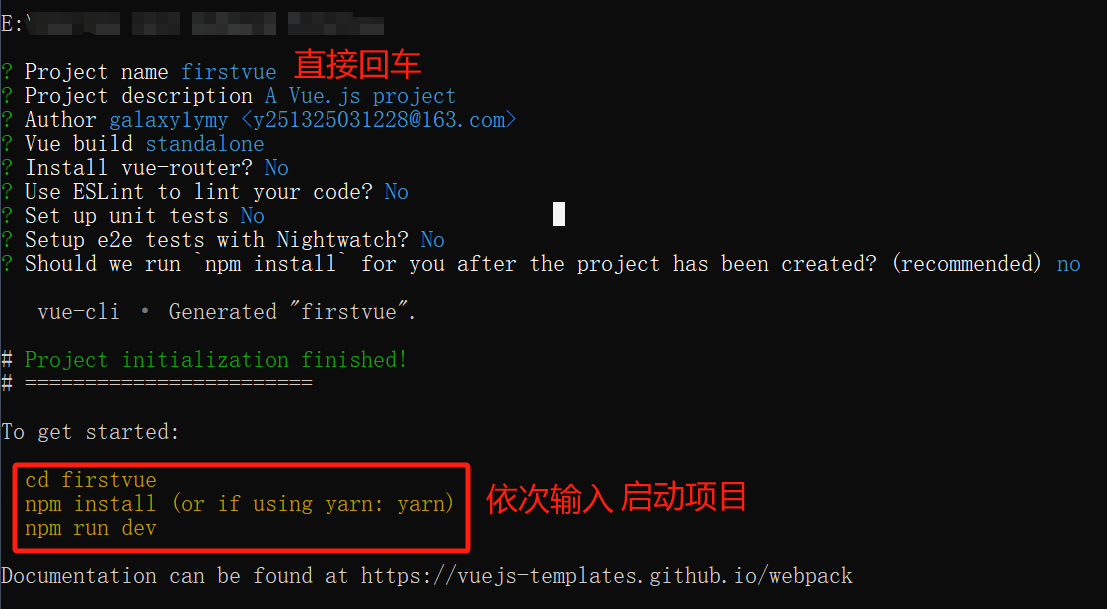 E:\
? Project name firstvue 直接回车
? Project description A Vue.js project
? Author galaxylymy <y251325031228@163.com>
? Vue build standalone
? Install vue-router? No
? Use ESLint to lint your code? No
? Set up unit tests No
? Setup e2e tests with Nightwatch? No
? Should we run `npm install` for you after the project has been created? (recommended) no
vue-cli · Generated "firstvue".
# Project initialization finished!
# ========================
To get started:
cd firstvue
npm install (or if using yarn: yarn)
npm run dev
依次输入 启动项目
Documentation can be found at https://vuejs-templates.github.io/webpack